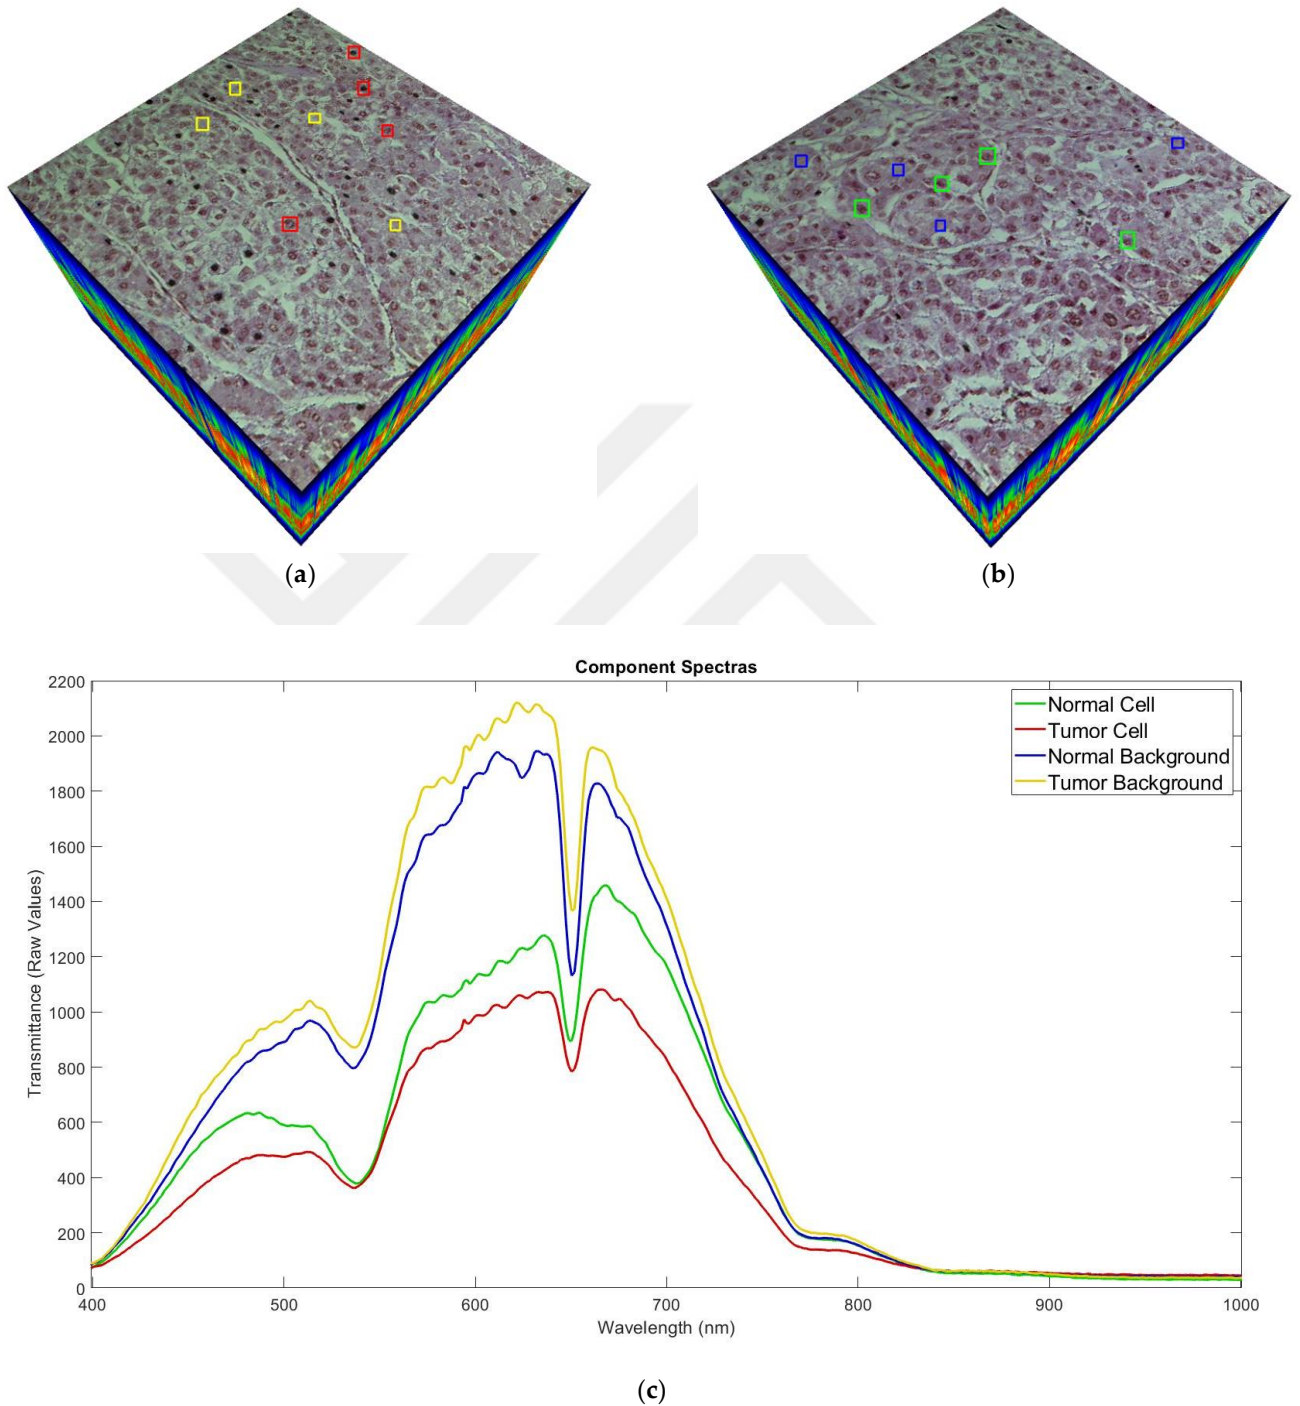 (a)
(b)
Component Spectras
2200
2000
1800
1600
1400
1200
1000
800
600
400
200
0
Transmittance (Raw Values)
Normal Cell
Tumor Cell
Normal Background
Tumor Background
400 500 600 700 800 900 1000
Wavelength (nm)
(c)